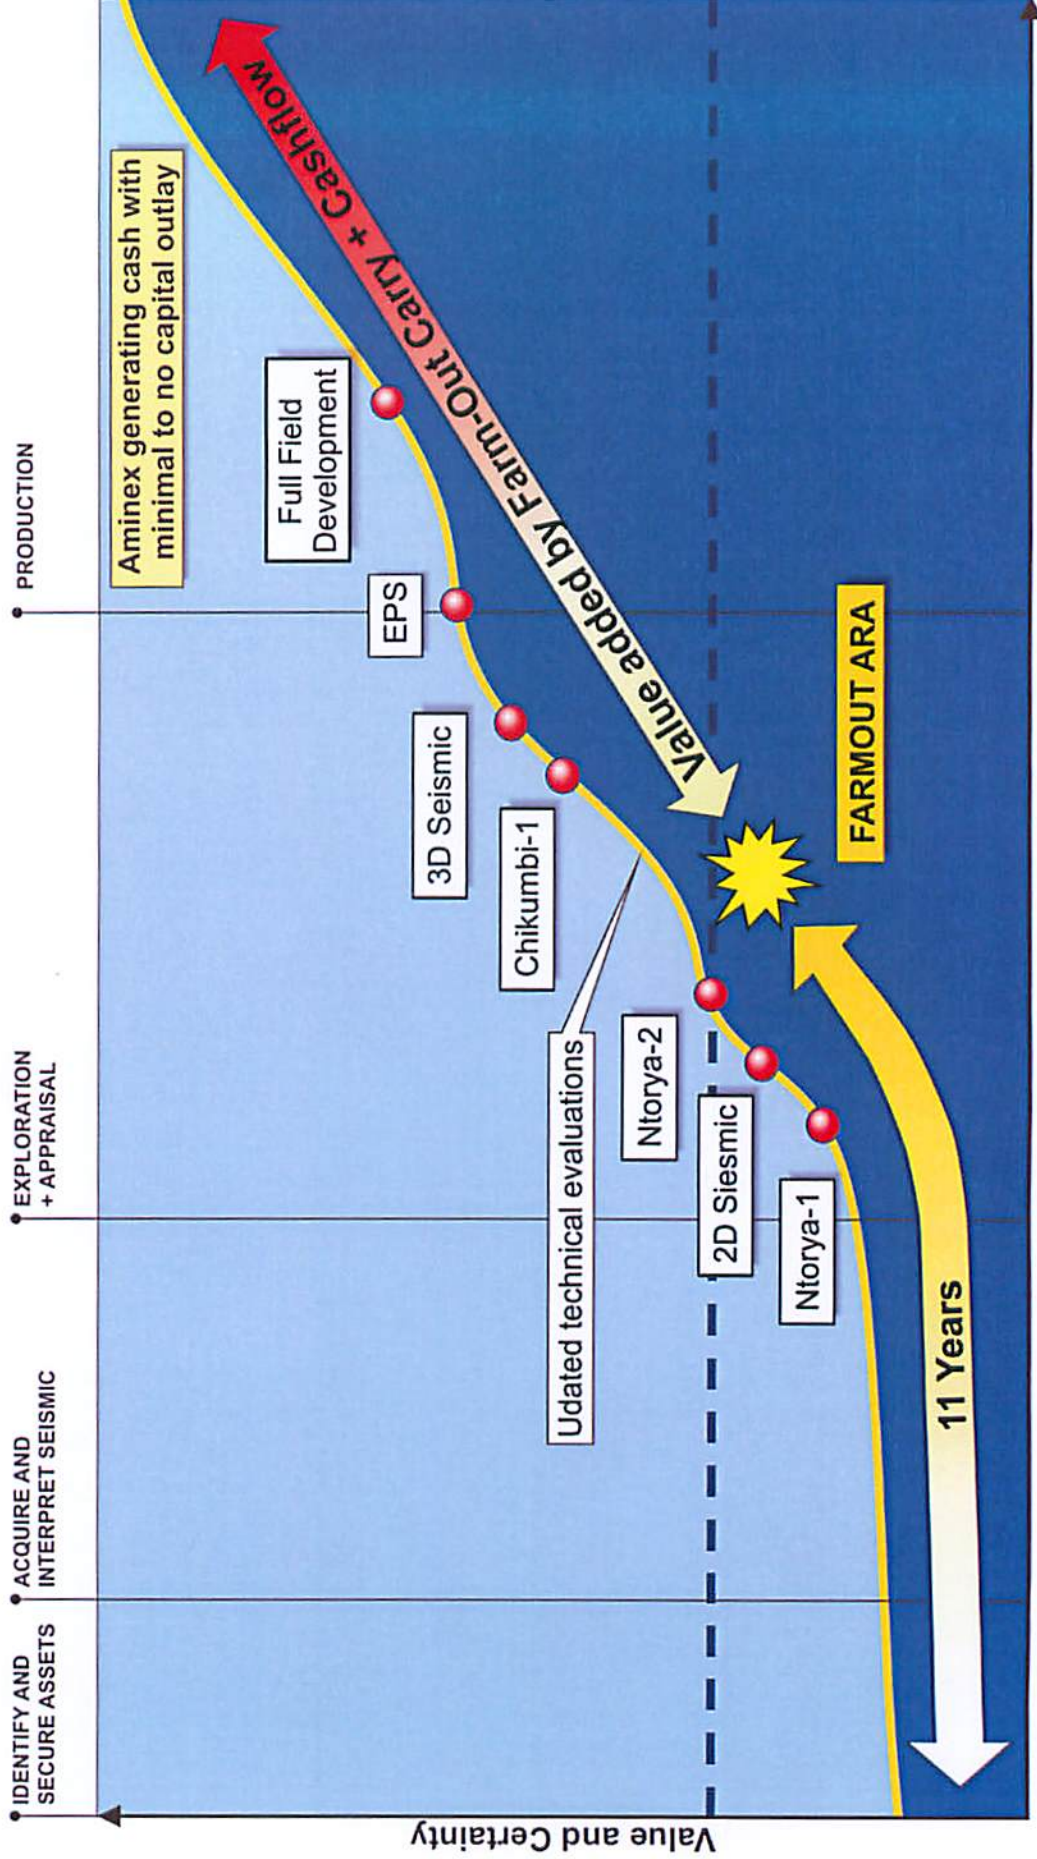 IDENTIFY AND
SECURE ASSETS
ACQUIRE AND
INTERPRET SEISMIC
EXPLORATION
+ APPRAISAL
PRODUCTION
Aminex generating cash with
minimal to no capital outlay
Full Field
Development
EPS
3D Seismic
Chikumbi-1
Udated technical evaluations
Ntorya-2
2D Siesmic
Ntorya-1
Value added by Farm-Out Carry + Cashflow
FARMOUT ARA
11 Years
Value and Certainty